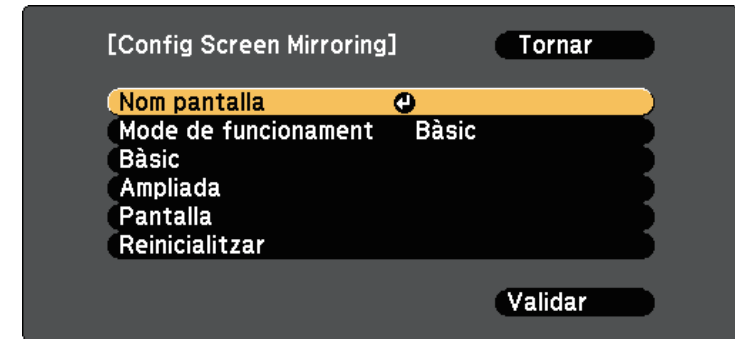 [Config Screen Mirroring] Tornar
Nom pantalla
Mode de funcionament Bàsic
Bàsic
Ampliada
Pantalla
Reinicialitzar
Validar